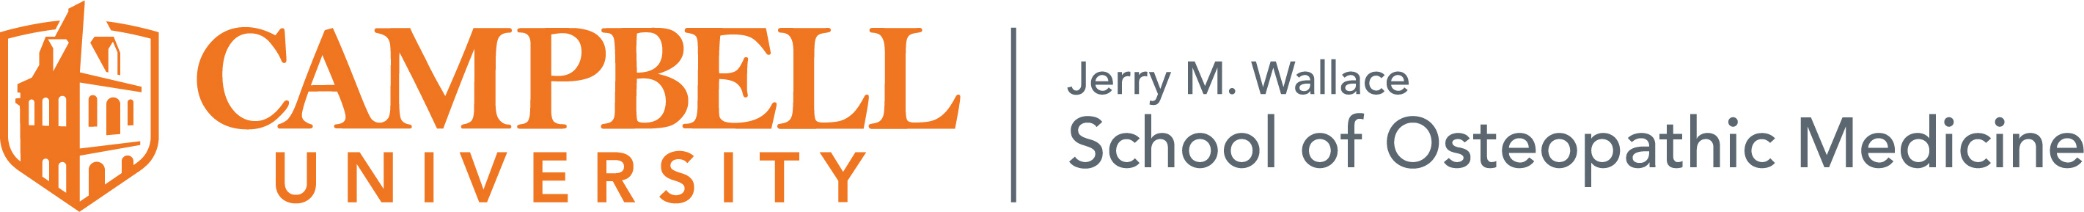 CAMPBELL
UNIVERSITY
Jerry M. Wallace
School of Osteopathic Medicine